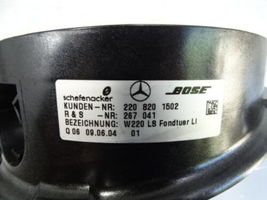 schefenacker BOSE
KUNDEN-NR: 220 820 1502
R & S -NR: 267 041
BEZEICHNUNG: W220 LS Fondtuer LI
Q 06 09.06.04 01